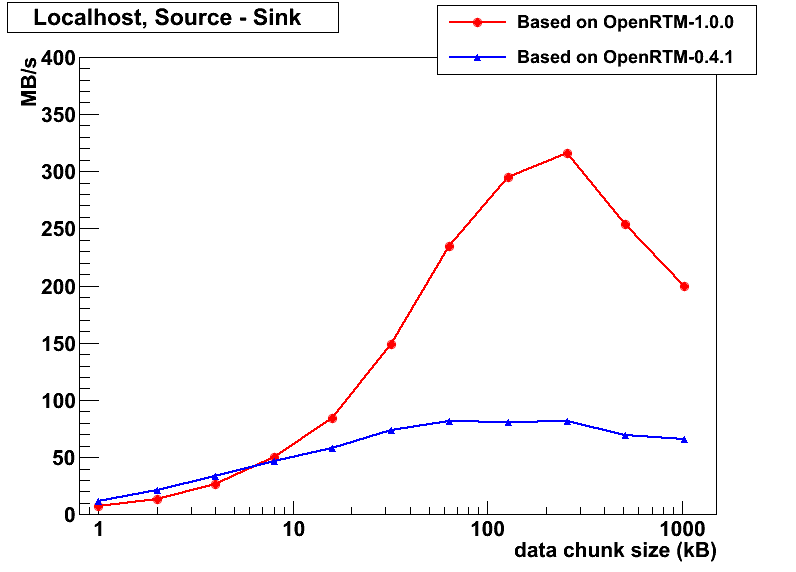 Localhost, Source - Sink
Based on OpenRTM-1.0.0
Based on OpenRTM-0.4.1
MB/s
400
350
300
250
200
150
100
50
0
1
10
100
1000
data chunk size (kB)